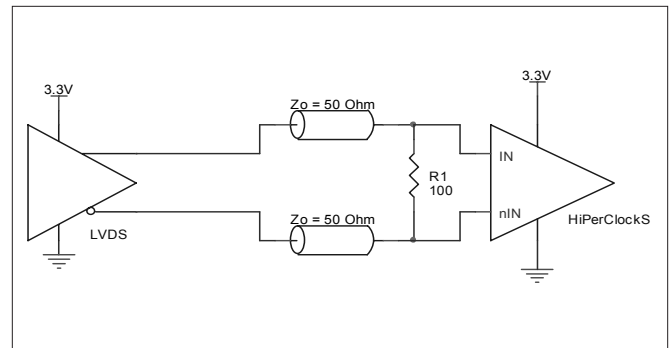 3.3V
3.3V
Zo = 50 Ohm
IN
R1
100
nIN
Zo = 50 Ohm
HiPerClockS
LVDS